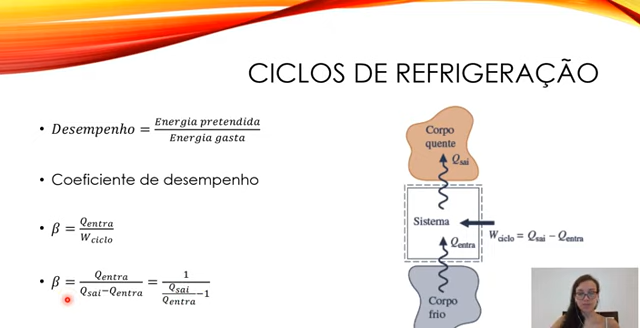 CICLOS DE REFRIGERAÇÃO
• Desempenho = Energia pretendida / Energia gasta
• Coeficiente de desempenho
• β = Q_entra / W_ciclo
• β = Q_entra / (Q_sai − Q_entra) = 1 / (Q_sai / Q_entra − 1)
Corpo
quente
Q_sai
Sistema
W_ciclo = Q_sai − Q_entra
Q_entra
Corpo
frio